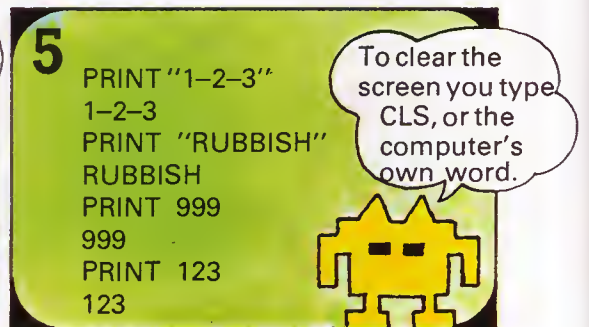 5
PRINT "1–2–3"
1–2–3
PRINT "RUBBISH"
RUBBISH
PRINT 999
999
PRINT 123
123
To clear the
screen you type
CLS, or the
computer's
own word.